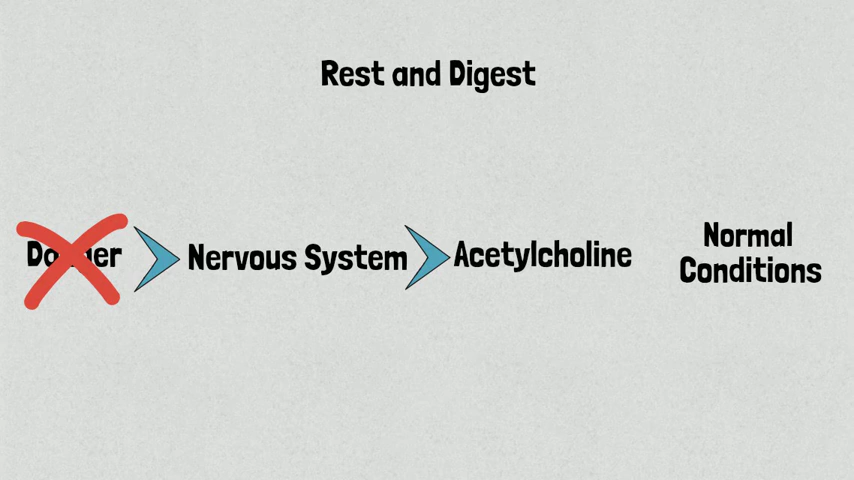 Rest and Digest
Nervous System
Acetylcholine
Normal
Conditions